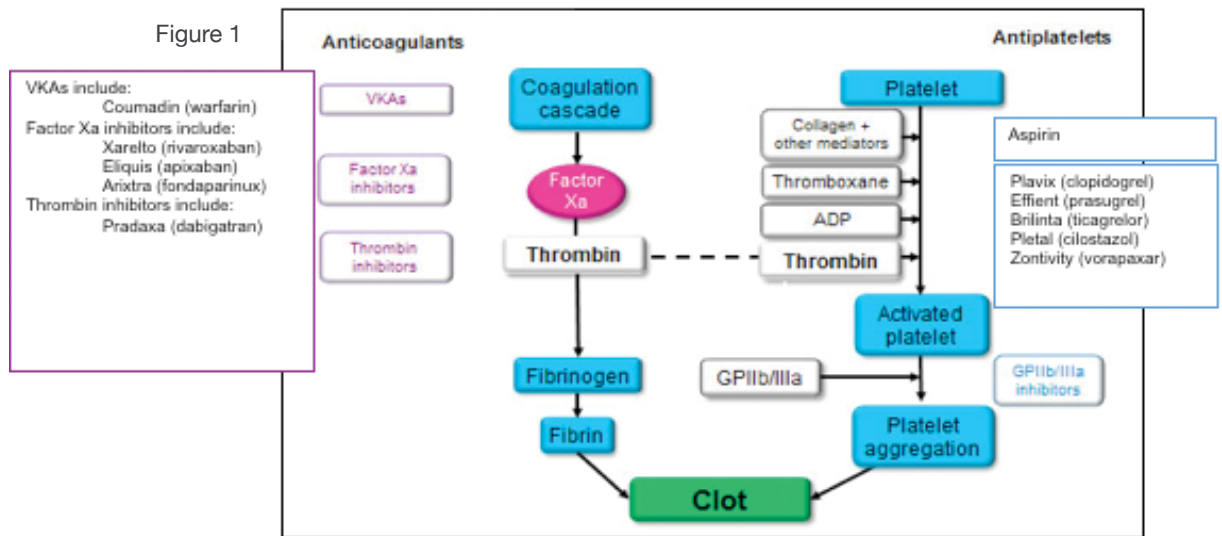 Figure 1
Anticoagulants
Antiplatelets
VKAs include:
Coumadin (warfarin)
Factor Xa inhibitors include:
Xarelto (rivaroxaban)
Eliquis (apixaban)
Arixtra (fondaparinux)
Thrombin inhibitors include:
Pradaxa (dabigatran)
VKAs
Factor Xa
inhibitors
Thrombin
inhibitors
Coagulation
cascade
Factor
Xa
Thrombin
Fibrinogen
Fibrin
Platelet
Collagen +
other mediators
Thromboxane
ADP
Thrombin
Activated
platelet
GPIIb/IIIa
Platelet
aggregation
Aspirin
Plavix (clopidogrel)
Effient (prasugrel)
Brilinta (ticagrelor)
Pletal (cilostazol)
Zontivity (vorapaxar)
GPIIb/IIIa
inhibitors
Clot